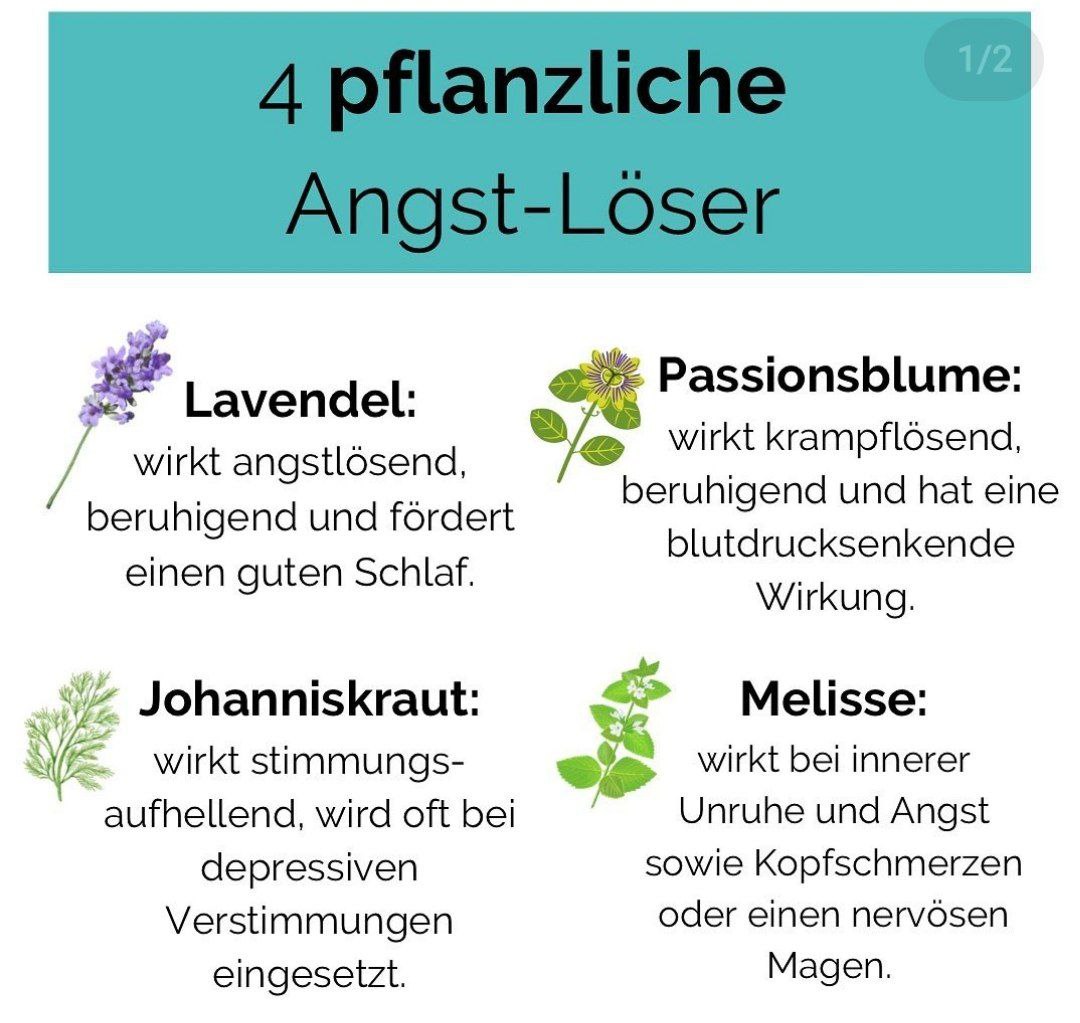 1/2
4 pflanzliche
Angst-Löser
Lavendel:
wirkt angstlösend,
beruhigend und fördert
einen guten Schlaf.
Passionsblume:
wirkt krampflösend,
beruhigend und hat eine
blutdrucksenkende
Wirkung.
Johanniskraut:
wirkt stimmungs-
aufhellend, wird oft bei
depressiven
Verstimmungen
eingesetzt.
Melisse:
wirkt bei innerer
Unruhe und Angst
sowie Kopfschmerzen
oder einen nervösen
Magen.